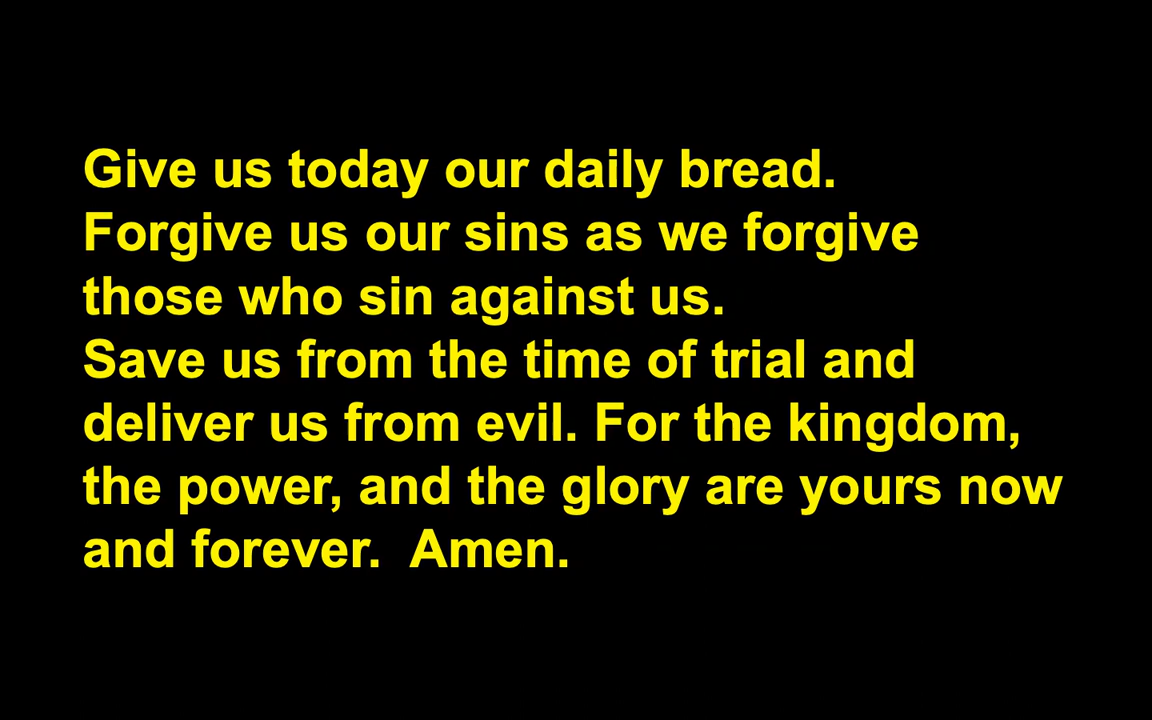 Give us today our daily bread.
Forgive us our sins as we forgive
those who sin against us.
Save us from the time of trial and
deliver us from evil. For the kingdom,
the power, and the glory are yours now
and forever.  Amen.